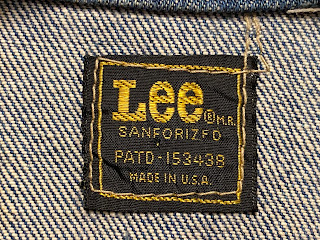 Lee ® M.R.
SANFORIZED
PATD-153438
MADE IN U.S.A.